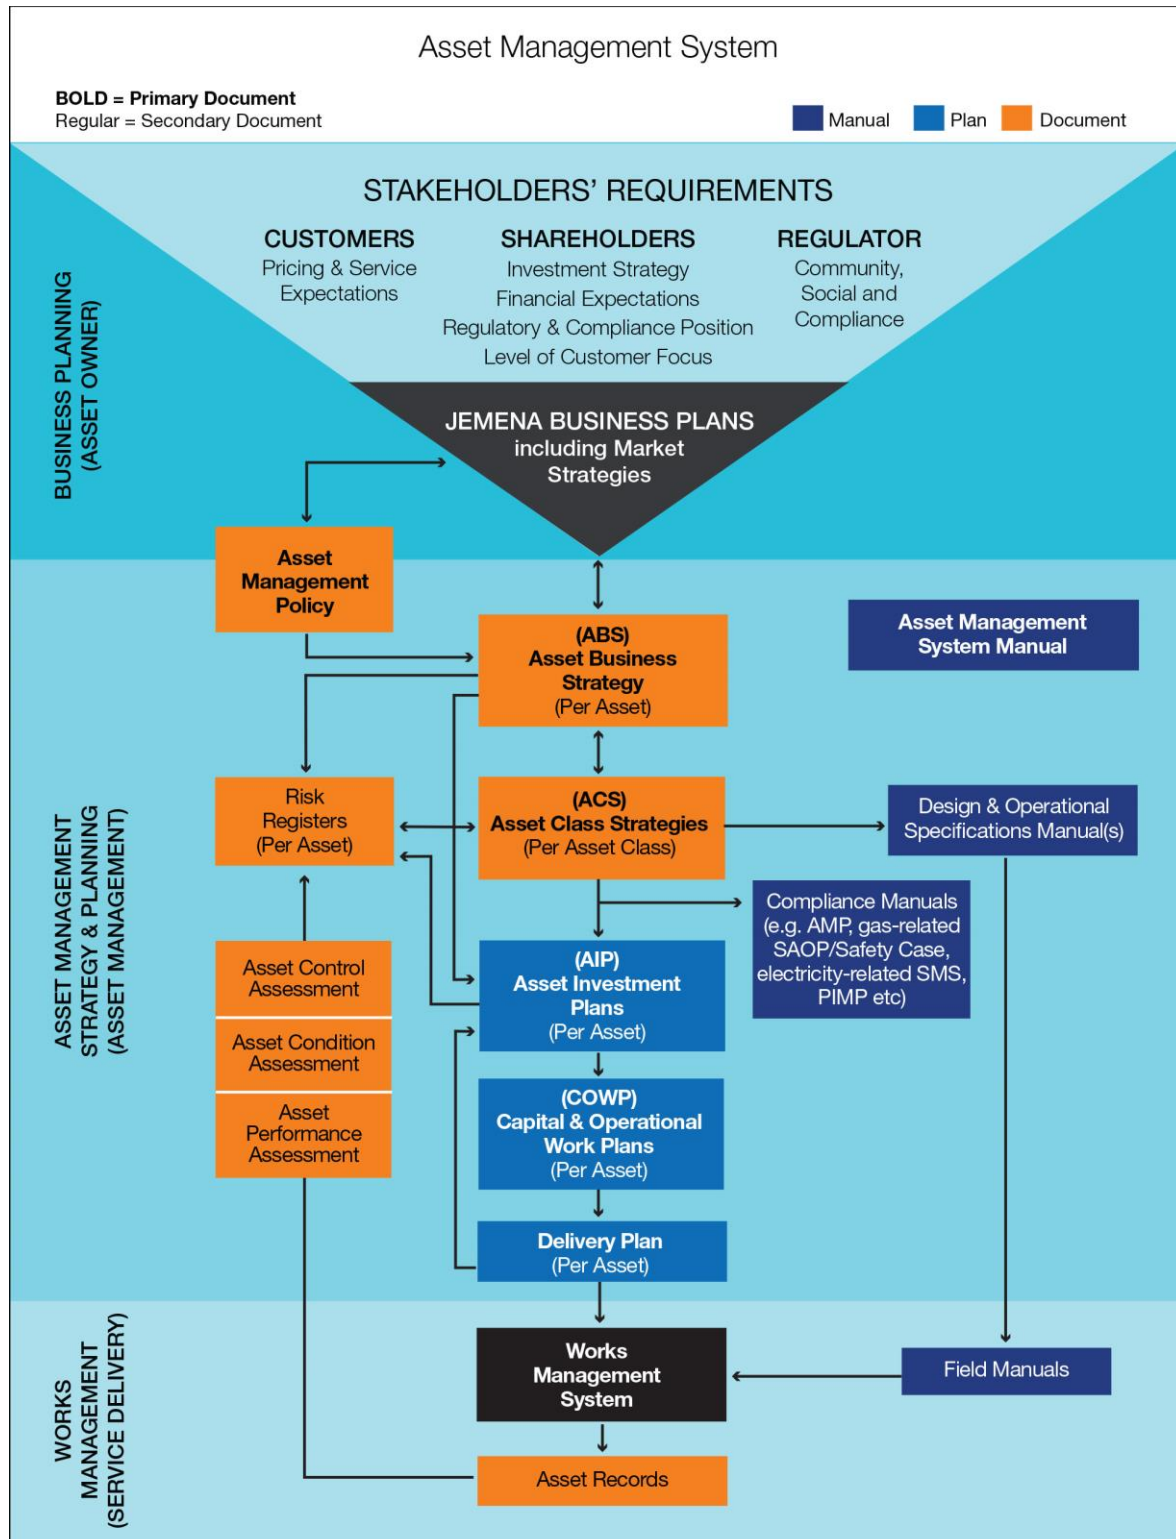 Asset Management System
BOLD = Primary Document
Regular = Secondary Document
Manual
Plan
Document
STAKEHOLDERS' REQUIREMENTS
CUSTOMERS
Pricing & Service
Expectations
SHAREHOLDERS
Investment Strategy
Financial Expectations
Regulatory & Compliance Position
Level of Customer Focus
REGULATOR
Community,
Social and
Compliance
BUSINESS PLANNING
(ASSET OWNER)
JEMENA BUSINESS PLANS
including Market
Strategies
Asset
Management
Policy
(ABS)
Asset Business
Strategy
(Per Asset)
Asset Management
System Manual
ASSET MANAGEMENT
STRATEGY & PLANNING
(ASSET MANAGEMENT)
Risk
Registers
(Per Asset)
(ACS)
Asset Class Strategies
(Per Asset Class)
Design & Operational
Specifications Manual(s)
Compliance Manuals
(e.g. AMP, gas-related
SAOP/Safety Case,
electricity-related SMS,
PIMP etc)
Asset Control
Assessment
Asset Condition
Assessment
Asset
Performance
Assessment
(AIP)
Asset Investment
Plans
(Per Asset)
(COWP)
Capital & Operational
Work Plans
(Per Asset)
Delivery Plan
(Per Asset)
WORKS
MANAGEMENT
(SERVICE DELIVERY)
Works
Management
System
Field Manuals
Asset Records